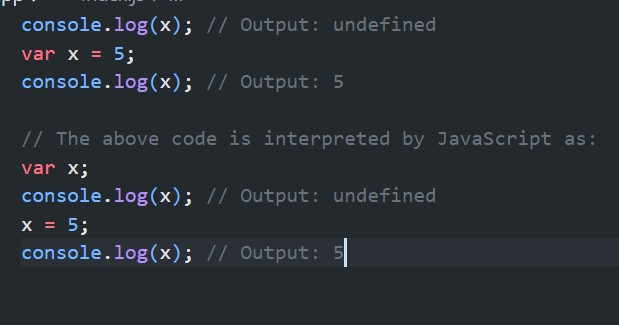 console.log(x); // Output: undefined
var x = 5;
console.log(x); // Output: 5
// The above code is interpreted by JavaScript as:
var x;
console.log(x); // Output: undefined
x = 5;
console.log(x); // Output: 5